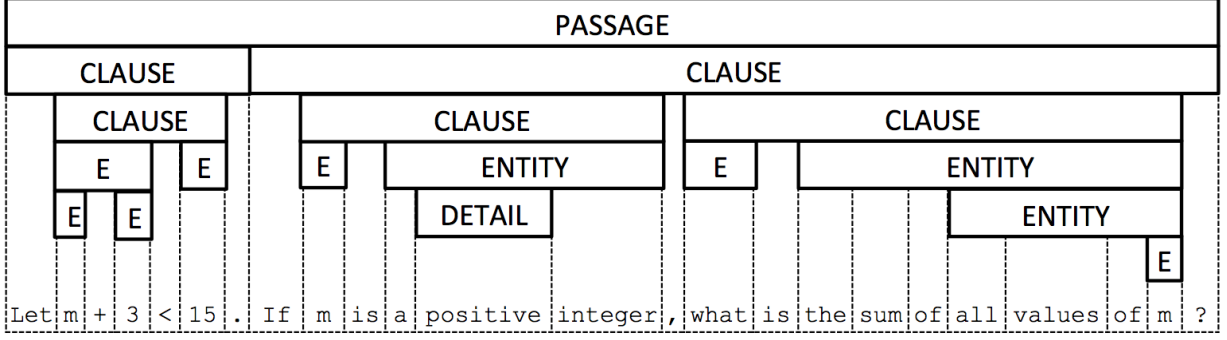 PASSAGE
CLAUSE CLAUSE
CLAUSE CLAUSE CLAUSE
E E E ENTITY E ENTITY
E E DETAIL ENTITY
E
Let m + 3 < 15 . If m is a positive integer , what is the sum of all values of m ?